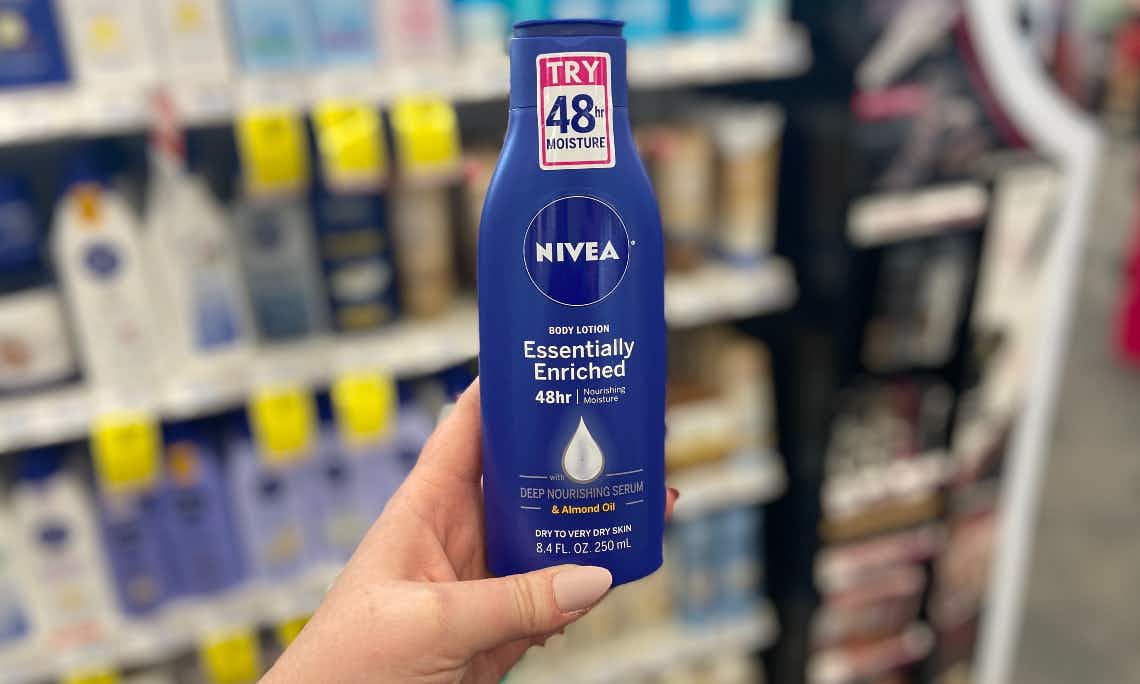 TRY
48hr
MOISTURE
NIVEA®
BODY LOTION
Essentially
Enriched
48hr | Nourishing
Moisture
with
DEEP NOURISHING SERUM
& Almond Oil
DRY TO VERY DRY SKIN
8.4 FL. OZ. 250 mL